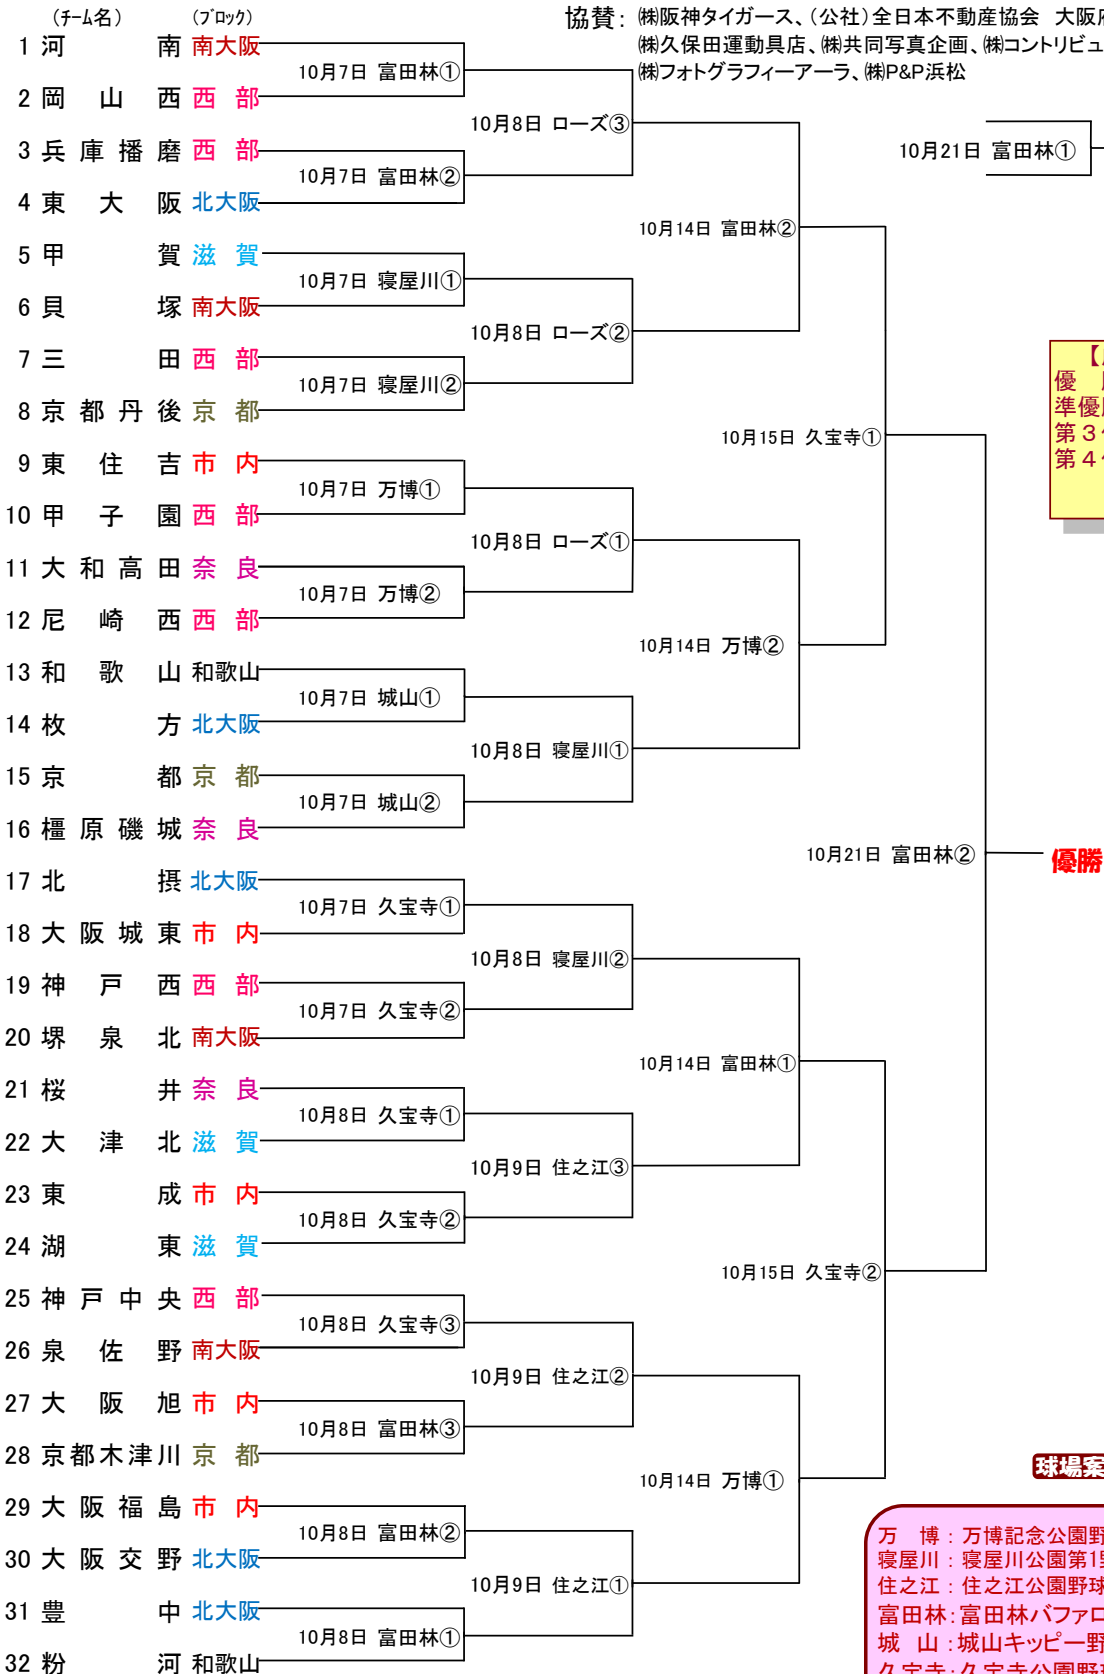 （チーム名）　（ブロック）
協賛：㈱阪神タイガース、（公社）全日本不動産協会　大阪
㈱久保田運動具店、㈱共同写真企画、㈱コントリビュ
㈱フォトグラフィーアーラ、㈱P&P浜松
1 河南 南大阪
10月7日 富田林①
2 岡山西 西部
10月8日 ローズ③
3 兵庫播磨 西部
10月21日 富田林①
10月7日 富田林②
4 東大阪 北大阪
10月14日 富田林②
5 甲賀 滋賀
10月7日 寝屋川①
6 貝塚 南大阪
10月8日 ローズ②
7 三田 西部
10月7日 寝屋川②
8 京都丹後 京都
【
優
準優
第３
第４
10月15日 久宝寺①
9 東住吉 市内
10月7日 万博①
10 甲子園 西部
10月8日 ローズ①
11 大和高田 奈良
10月7日 万博②
12 尼崎西 西部
10月14日 万博②
13 和歌山 和歌山
10月7日 城山①
14 枚方 北大阪
10月8日 寝屋川①
15 京都 京都
10月7日 城山②
16 橿原磯城 奈良
10月21日 富田林②
優勝
17 北摂 北大阪
10月7日 久宝寺①
18 大阪城東 市内
10月8日 寝屋川②
19 神戸西 西部
10月7日 久宝寺②
20 堺泉北 南大阪
10月14日 富田林①
21 桜井 奈良
10月8日 久宝寺①
22 大津北 滋賀
10月9日 住之江③
23 東成 市内
10月8日 久宝寺②
24 湖東 滋賀
10月15日 久宝寺②
25 神戸中央 西部
10月8日 久宝寺③
26 泉佐野 南大阪
10月9日 住之江②
27 大阪旭 市内
10月8日 富田林③
28 京都木津川 京都
10月14日 万博①
29 大阪福島 市内
10月8日 富田林②
30 大阪交野 北大阪
10月9日 住之江①
31 豊中 北大阪
10月8日 富田林①
32 粉河 和歌山
球場案
万　博：万博記念公園野
寝屋川：寝屋川公園第1野
住之江：住之江公園野球
富田林：富田林バファロ
城　山：城山キッピー野
久宝寺：久宝寺公園野球